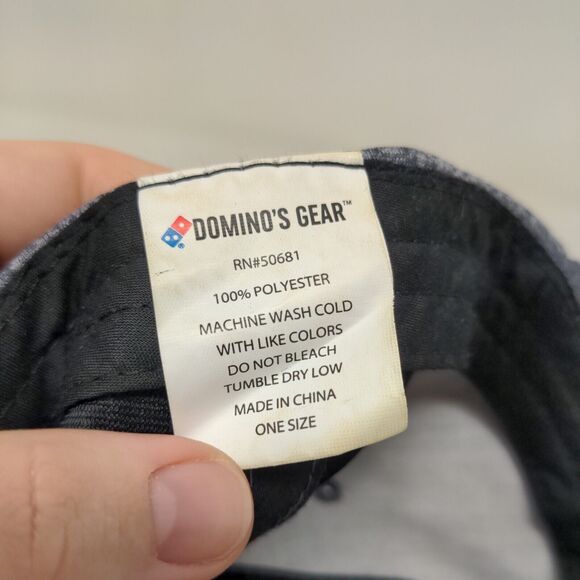 DOMINO'S GEAR™
RN#50681
100% POLYESTER
MACHINE WASH COLD
WITH LIKE COLORS
DO NOT BLEACH
TUMBLE DRY LOW
MADE IN CHINA
ONE SIZE